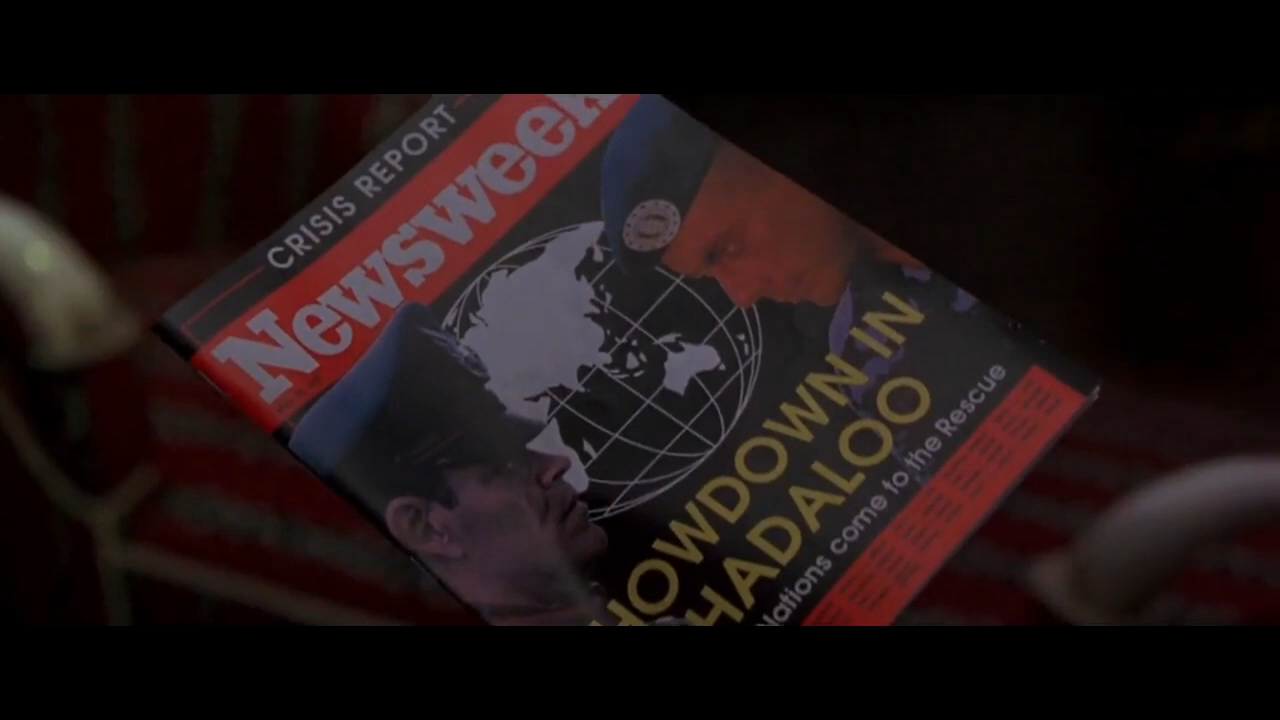 CRISIS REPORT
Newsweek
HOWDOWN IN
HADALOO
Nations come to the Rescue